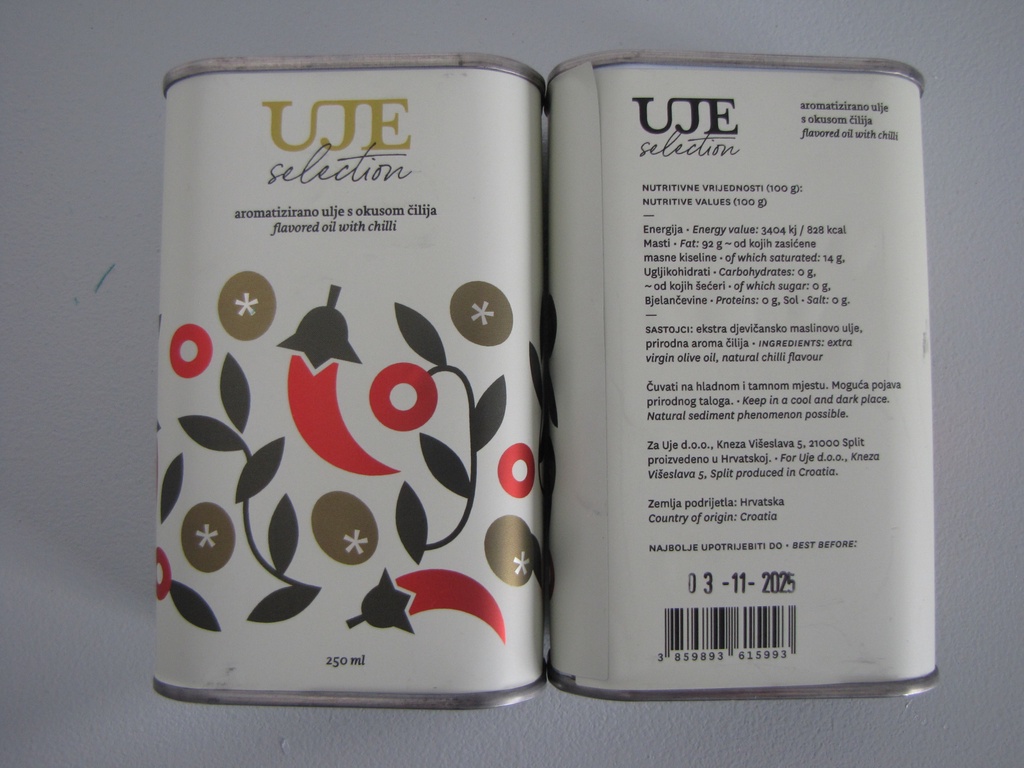 UJE
selection
aromatizirano ulje s okusom čilija
flavored oil with chilli
250 ml
UJE
selection
aromatizirano ulje
s okusom čilija
flavored oil with chilli
NUTRITIVNE VRIJEDNOSTI (100 g):
NUTRITIVE VALUES (100 g)
—
Energija • Energy value: 3404 kj / 828 kcal
Masti • Fat: 92 g ~ od kojih zasićene
masne kiseline • of which saturated: 14 g,
Ugljikohidrati • Carbohydrates: 0 g,
~ od kojih šećeri • of which sugar: 0 g,
Bjelančevine • Proteins: 0 g, Sol • Salt: 0 g.
—
SASTOJCI: ekstra djevičansko maslinovo ulje,
prirodna aroma čilija • INGREDIENTS: extra
virgin olive oil, natural chilli flavour
Čuvati na hladnom i tamnom mjestu. Moguća pojava
prirodnog taloga. • Keep in a cool and dark place.
Natural sediment phenomenon possible.
Za Uje d.o.o., Kneza Višeslava 5, 21000 Split
proizvedeno u Hrvatskoj. • For Uje d.o.o., Kneza
Višeslava 5, Split produced in Croatia.
Zemlja podrijetla: Hrvatska
Country of origin: Croatia
NAJBOLJE UPOTRIJEBITI DO • BEST BEFORE:
03-11-2025
3 859893 615993